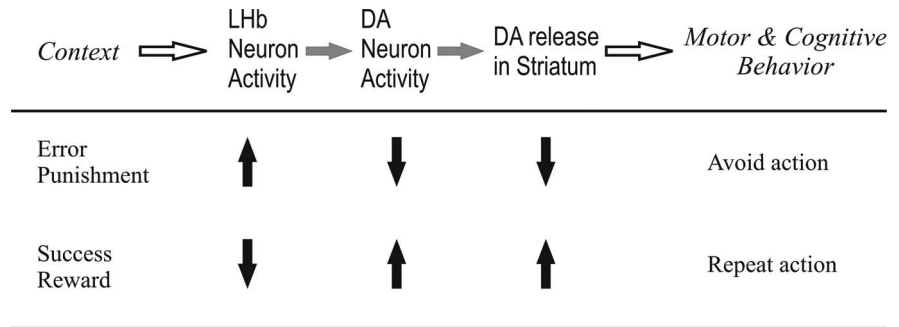 Context
LHb
Neuron
Activity
DA
Neuron
Activity
DA release
in Striatum
Motor & Cognitive
Behavior
Error
Punishment
Avoid action
Success
Reward
Repeat action